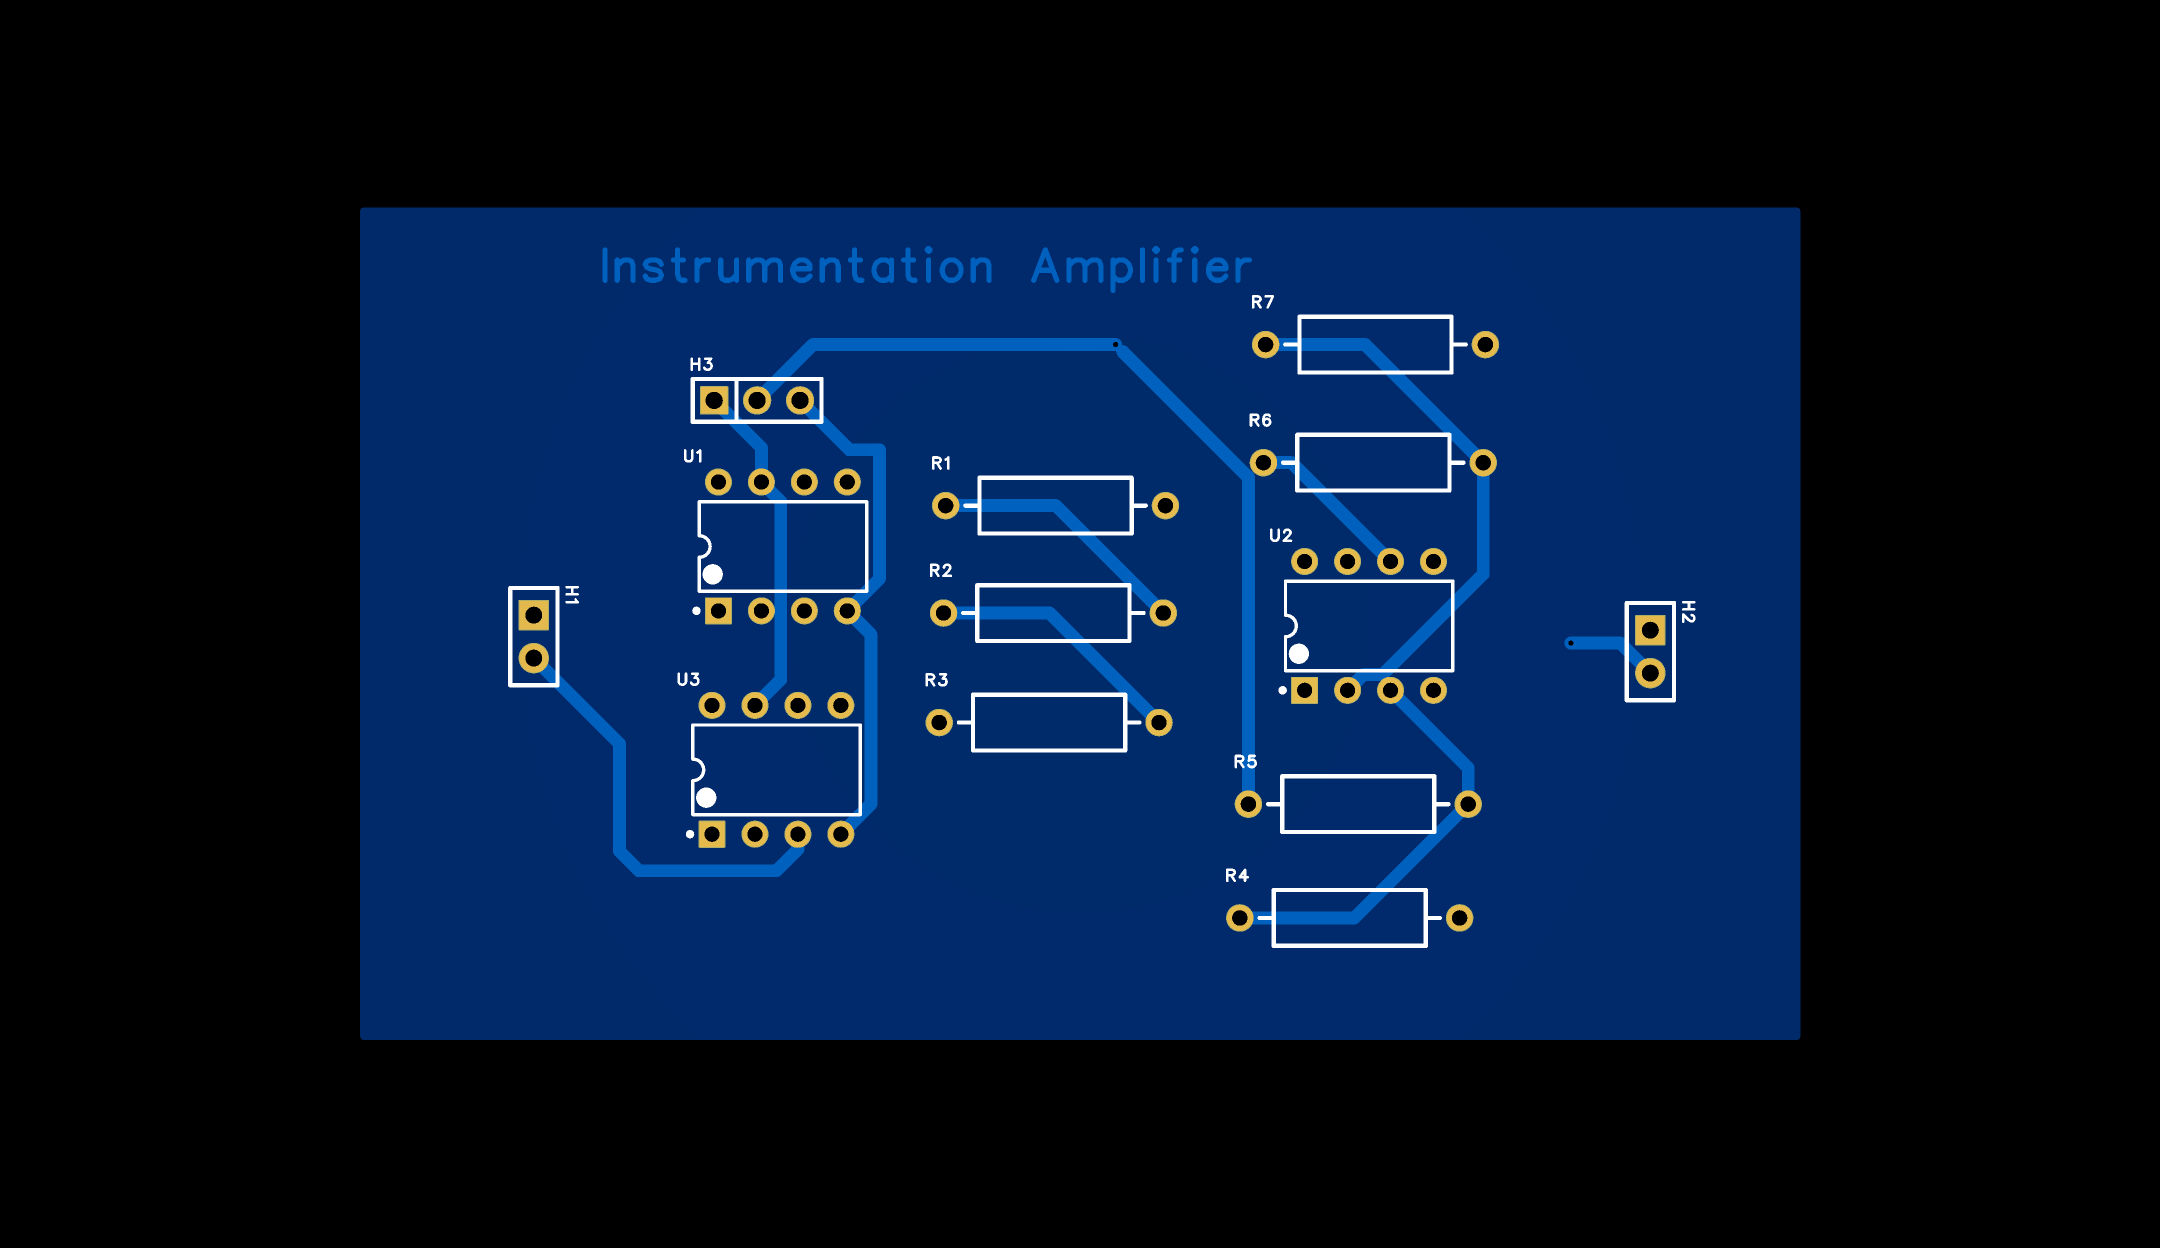 Instrumentation Amplifier
R7
H3
R6
U1
R1
U2
R2
H1
H2
U3
R3
R5
R4